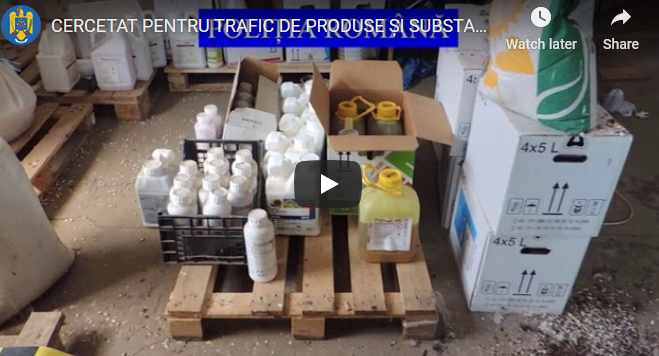 CERCETAT PENTRU TRAFIC DE PRODUSE ȘI SUBSTA...
POLIȚIA ROMÂNĂ
Watch later
Share
4x5 L
4x5 L